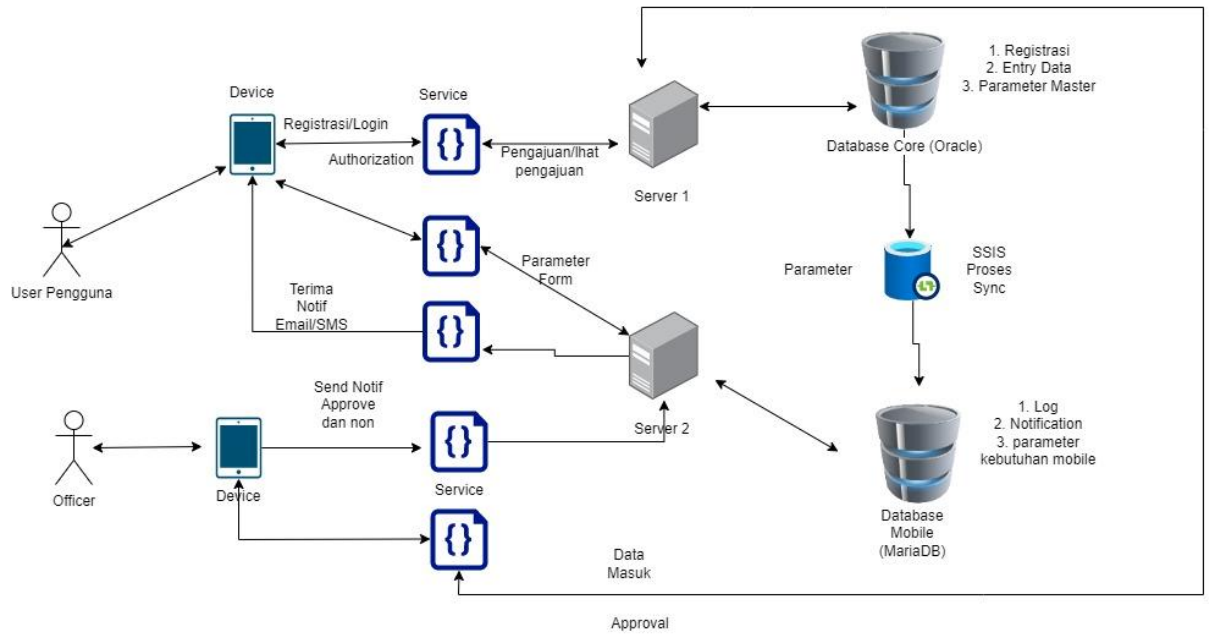 Device
Service
Registrasi/Login
Authorization
Pengajuan/lhat
pengajuan
Server 1
1. Registrasi
2. Entry Data
3. Parameter Master
Database Core (Oracle)
User Pengguna
Parameter
Form
Terima
Notif
Email/SMS
Parameter
SSIS
Proses
Sync
Server 2
Send Notif
Approve
dan non
Officer
Device
Service
1. Log
2. Notification
3. parameter
kebutuhan mobile
Database
Mobile
(MariaDB)
Data
Masuk
Approval